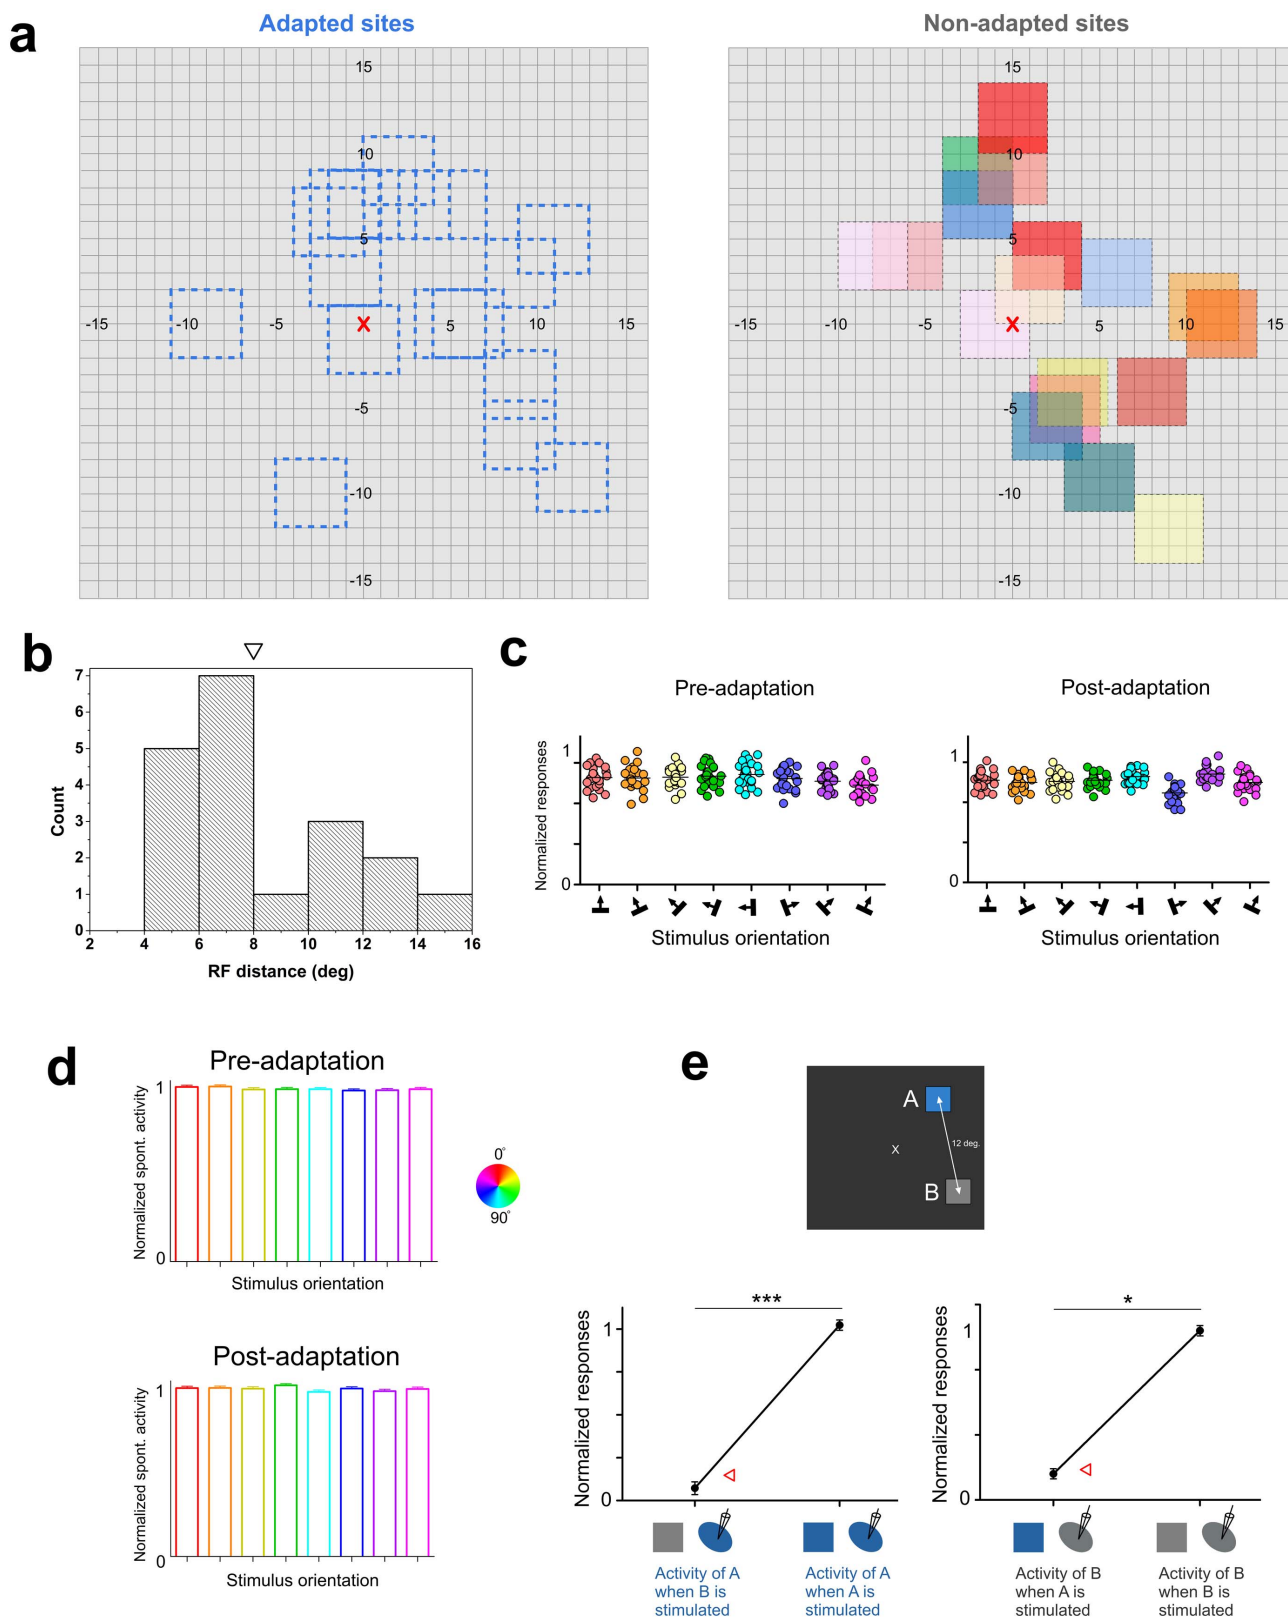 a
Adapted sites
Non-adapted sites
15
10
5
-15
-10
-5
X
5
10
15
-5
-10
-15
15
10
5
-15
-10
-5
X
5
10
15
-5
-10
-15
b
Count
7
6
5
4
3
2
1
0
2
4
6
8
10
12
14
16
RF distance (deg)
c
Pre-adaptation
Normalized responses
1
0
Stimulus orientation
Post-adaptation
1
0
Stimulus orientation
d
Pre-adaptation
Normalized spont. activity
1
0
Stimulus orientation
0°
90°
Post-adaptation
Normalized spont. activity
1
0
Stimulus orientation
e
A
12 deg.
X
B
Normalized responses
1
0
***
Activity of A
when B is
stimulated
Activity of A
when A is
stimulated
Normalized responses
1
0
*
Activity of B
when A is
stimulated
Activity of B
when B is
stimulated